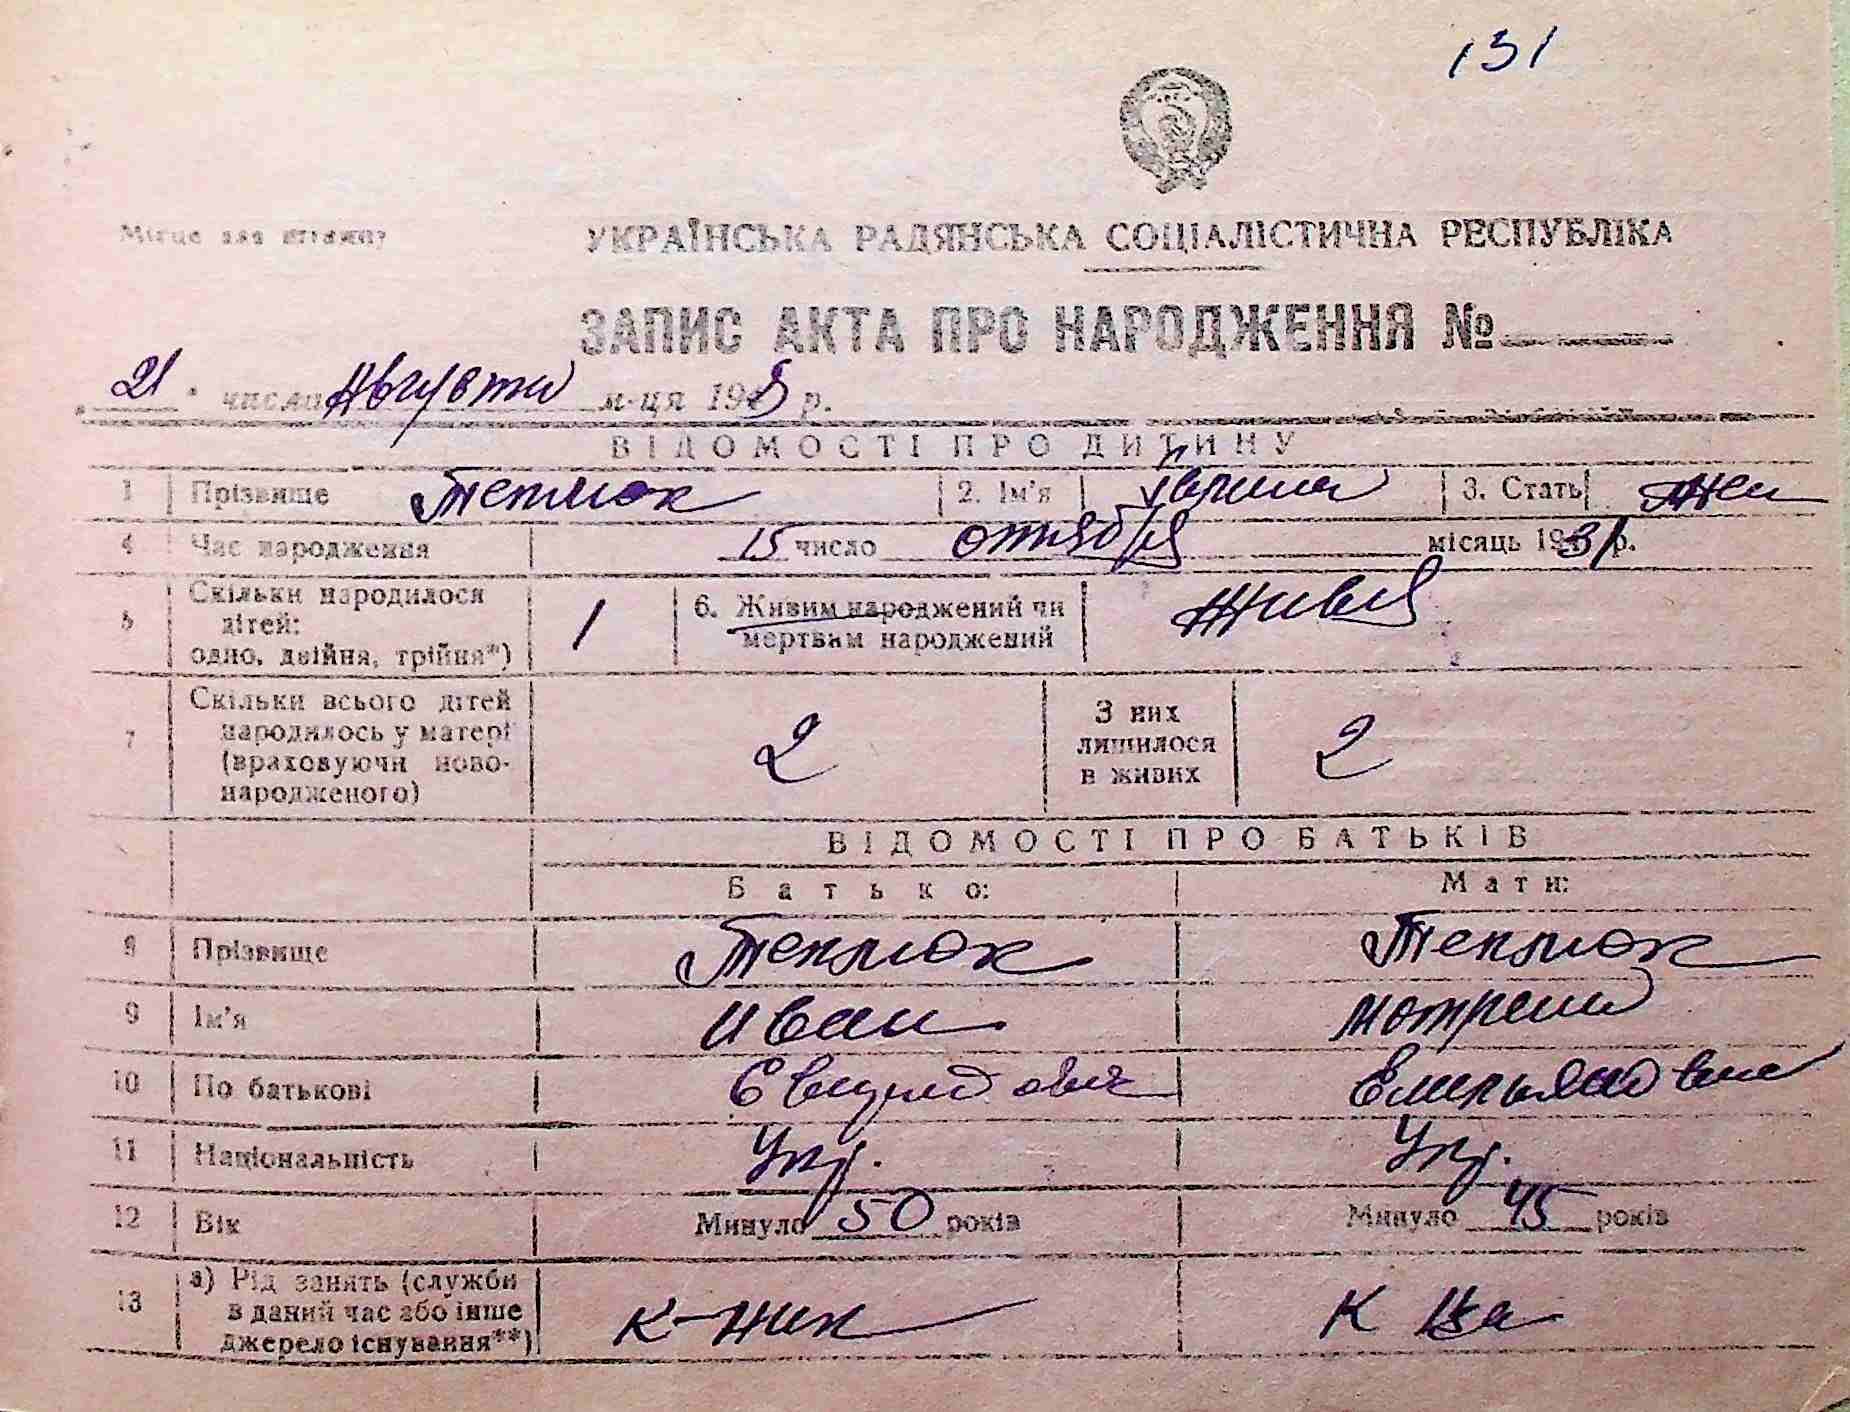 131
Місце для штампу
УКРАЇНСЬКА РАДЯНСЬКА СОЦІАЛІСТИЧНА РЕСПУБЛІКА
ЗАПИС АКТА ПРО НАРОДЖЕННЯ №
21 числа Августа м-ця 19 р.
ВІДОМОСТІ ПРО ДИТИНУ
1 Прізвище Теплюк 2. Ім'я 3. Стать жен
4 Час народження 15 число октября місяць 1931 р.
5 Скільки народилося дітей: одно, двійня, трійня*) 1 6. Живим народжений чи мертвим народжений живая
7 Скільки всього дітей народилось у матері (враховуючи новонародженого) 2 З них лишилося в живих 2
ВІДОМОСТІ ПРО БАТЬКІВ
Батько: Мати:
8 Прізвище Теплюк Теплюк
9 Ім'я Иван Мотрена
10 По батькові Емельяновна
11 Національність Укр. Укр.
12 Вік Минуло 50 років Минуло 45 років
13 а) Рід занять (служби в даний час або інше джерело існування**) к-ник к-ца